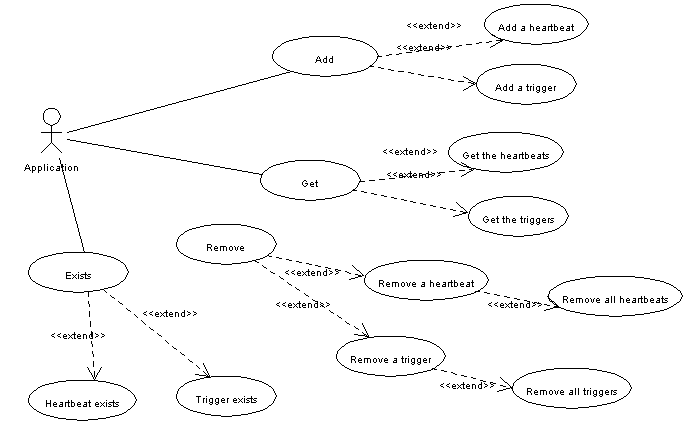 <<extend>>
Add a heartbeat
<<extend>>
Add
Add a trigger
Application
<<extend>>
Get the heartbeats
<<extend>>
Get
Get the triggers
Remove
<<extend>>
Remove a heartbeat
<<extend>>
Remove all heartbeats
Exists
<<extend>>
<<extend>>
<<extend>>
Remove a trigger
<<extend>>
Remove all triggers
Heartbeat exists
Trigger exists